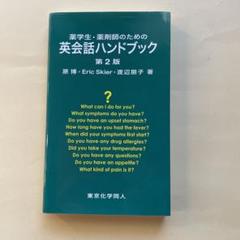 薬学生・薬剤師のための
英会話ハンドブック
第2版
原 博・Eric Skier・渡辺朋子 著
?
What can I do for you?
What symptoms do you have?
Do you have an upset stomach?
How long have you had the fever?
When did your symptoms start?
Do you have any drug allergies?
Did you take your temperature?
Do you have any questions?
Do you have an appetite?
What kind of pain is it?
東京化学同人